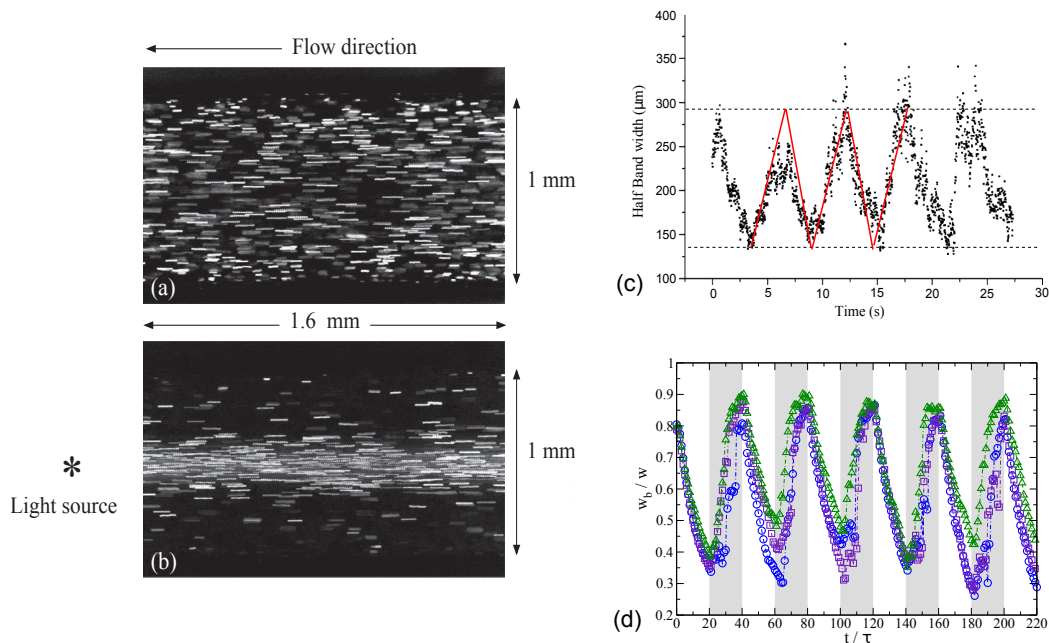 Flow direction
(a)
1 mm
1.6 mm
(b)
1 mm
*
Light source
400
350
300
250
200
150
100
Half Band width (μm)
0 5 10 15 20 25 30
Time (s)
(c)
1
0.9
0.8
0.7
0.6
0.5
0.4
0.3
0.2
w_b / w
0 20 40 60 80 100 120 140 160 180 200 220
t / τ
(d)